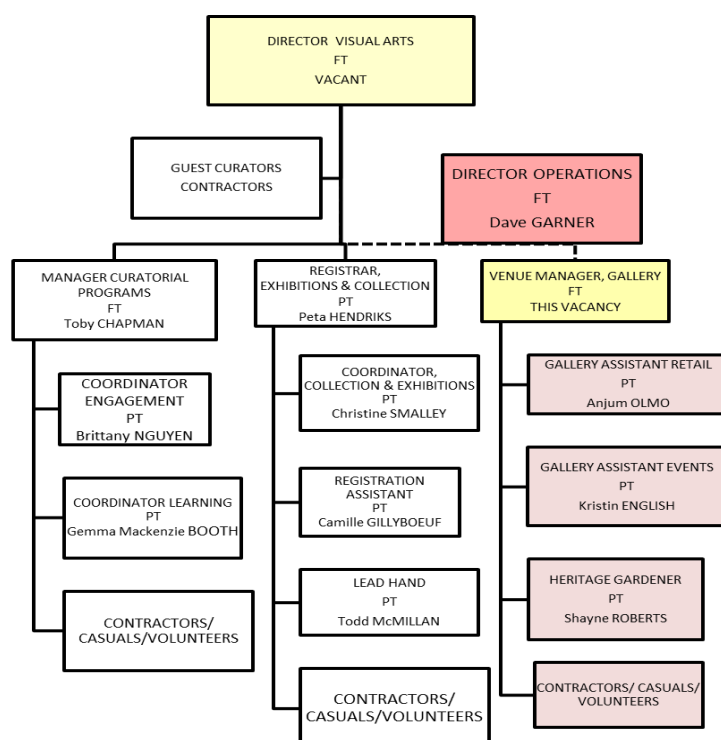 DIRECTOR VISUAL ARTS
FT
VACANT
GUEST CURATORS
CONTRACTORS
DIRECTOR OPERATIONS
FT
Dave GARNER
MANAGER CURATORIAL
PROGRAMS
FT
Toby CHAPMAN
COORDINATOR
ENGAGEMENT
PT
Brittany NGUYEN
COORDINATOR LEARNING
PT
Gemma Mackenzie BOOTH
CONTRACTORS/
CASUALS/VOLUNTEERS
REGISTRAR,
EXHIBITIONS & COLLECTION
PT
Peta HENDRIKS
COORDINATOR,
COLLECTION & EXHIBITIONS
PT
Christine SMALLEY
REGISTRATION
ASSISTANT
PT
Camille GILLYBOEUF
LEAD HAND
PT
Todd McMILLAN
CONTRACTORS/
CASUALS/VOLUNTEERS
VENUE MANAGER, GALLERY
FT
THIS VACANCY
GALLERY ASSISTANT RETAIL
PT
Anjum OLMO
GALLERY ASSISTANT EVENTS
PT
Kristin ENGLISH
HERITAGE GARDENER
PT
Shayne ROBERTS
CONTRACTORS/ CASUALS/
VOLUNTEERS